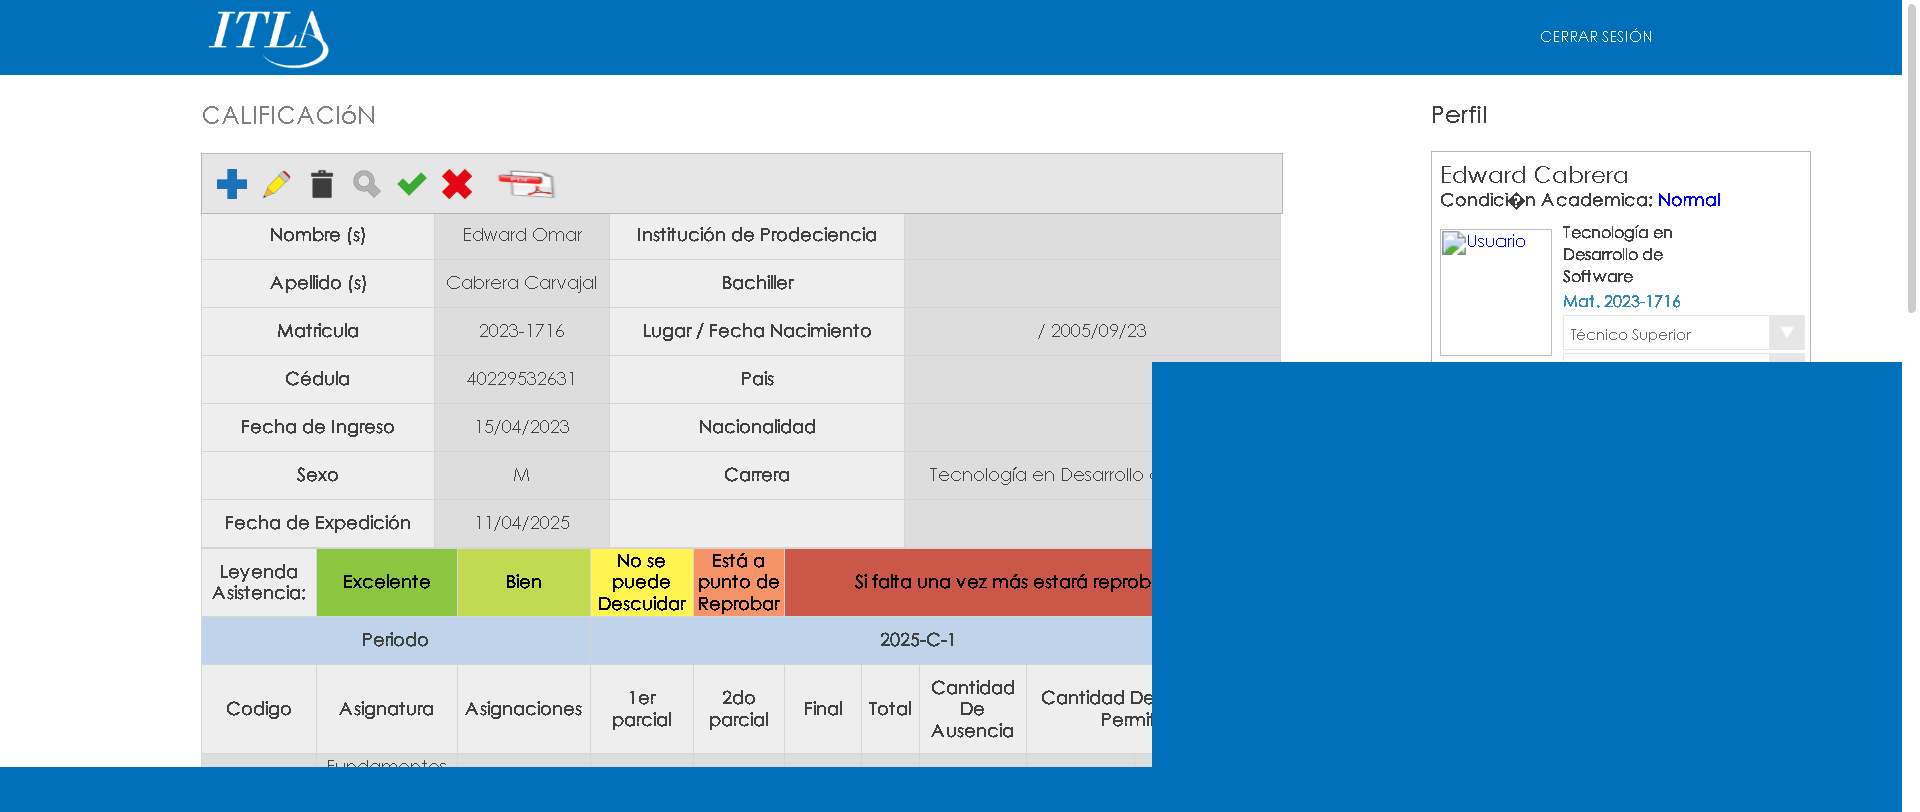 ITLA
CERRAR SESIÓN
CALIFICACIóN
PDF
Nombre (s) Edward Omar Institución de Prodeciencia
Apellido (s) Cabrera Carvajal Bachiller
Matricula 2023-1716 Lugar / Fecha Nacimiento / 2005/09/23
Cédula 40229532631 Pais
Fecha de Ingreso 15/04/2023 Nacionalidad
Sexo M Carrera Tecnología en Desarrollo
Fecha de Expedición 11/04/2025
Leyenda
Asistencia:
Excelente
Bien
No se
puede
Descuidar
Está a
punto de
Reprobar
Si falta una vez más estará reprob
Periodo 2025-C-1
Codigo
Asignatura
Asignaciones
1er
parcial
2do
parcial
Final
Total
Cantidad
De
Ausencia
Cantidad De
Permit
Fundamentos
Perfil
Edward Cabrera
Condici�n Academica: Normal
Usuario
Tecnología en
Desarrollo de
Software
Mat. 2023-1716
Técnico Superior